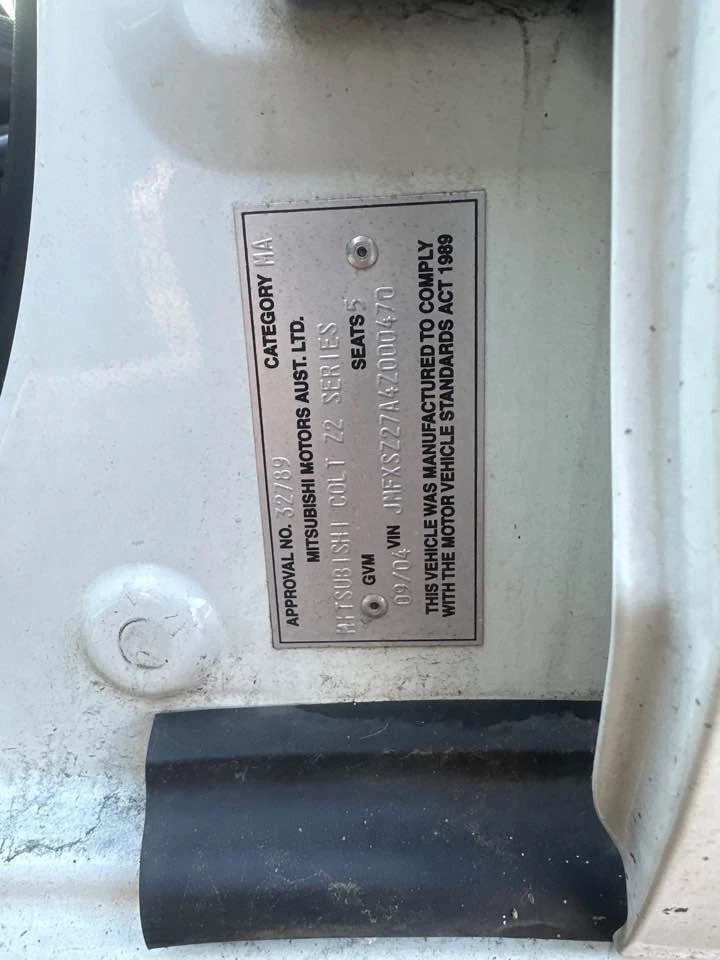 APPROVAL NO. 32789 CATEGORY MA
MITSUBISHI MOTORS AUST. LTD.
MITSUBISHI COLT Z2 SERIES
GVM SEATS 5
09/04 VIN JMFXSZ27A4Z000470
THIS VEHICLE WAS MANUFACTURED TO COMPLY
WITH THE MOTOR VEHICLE STANDARDS ACT 1989